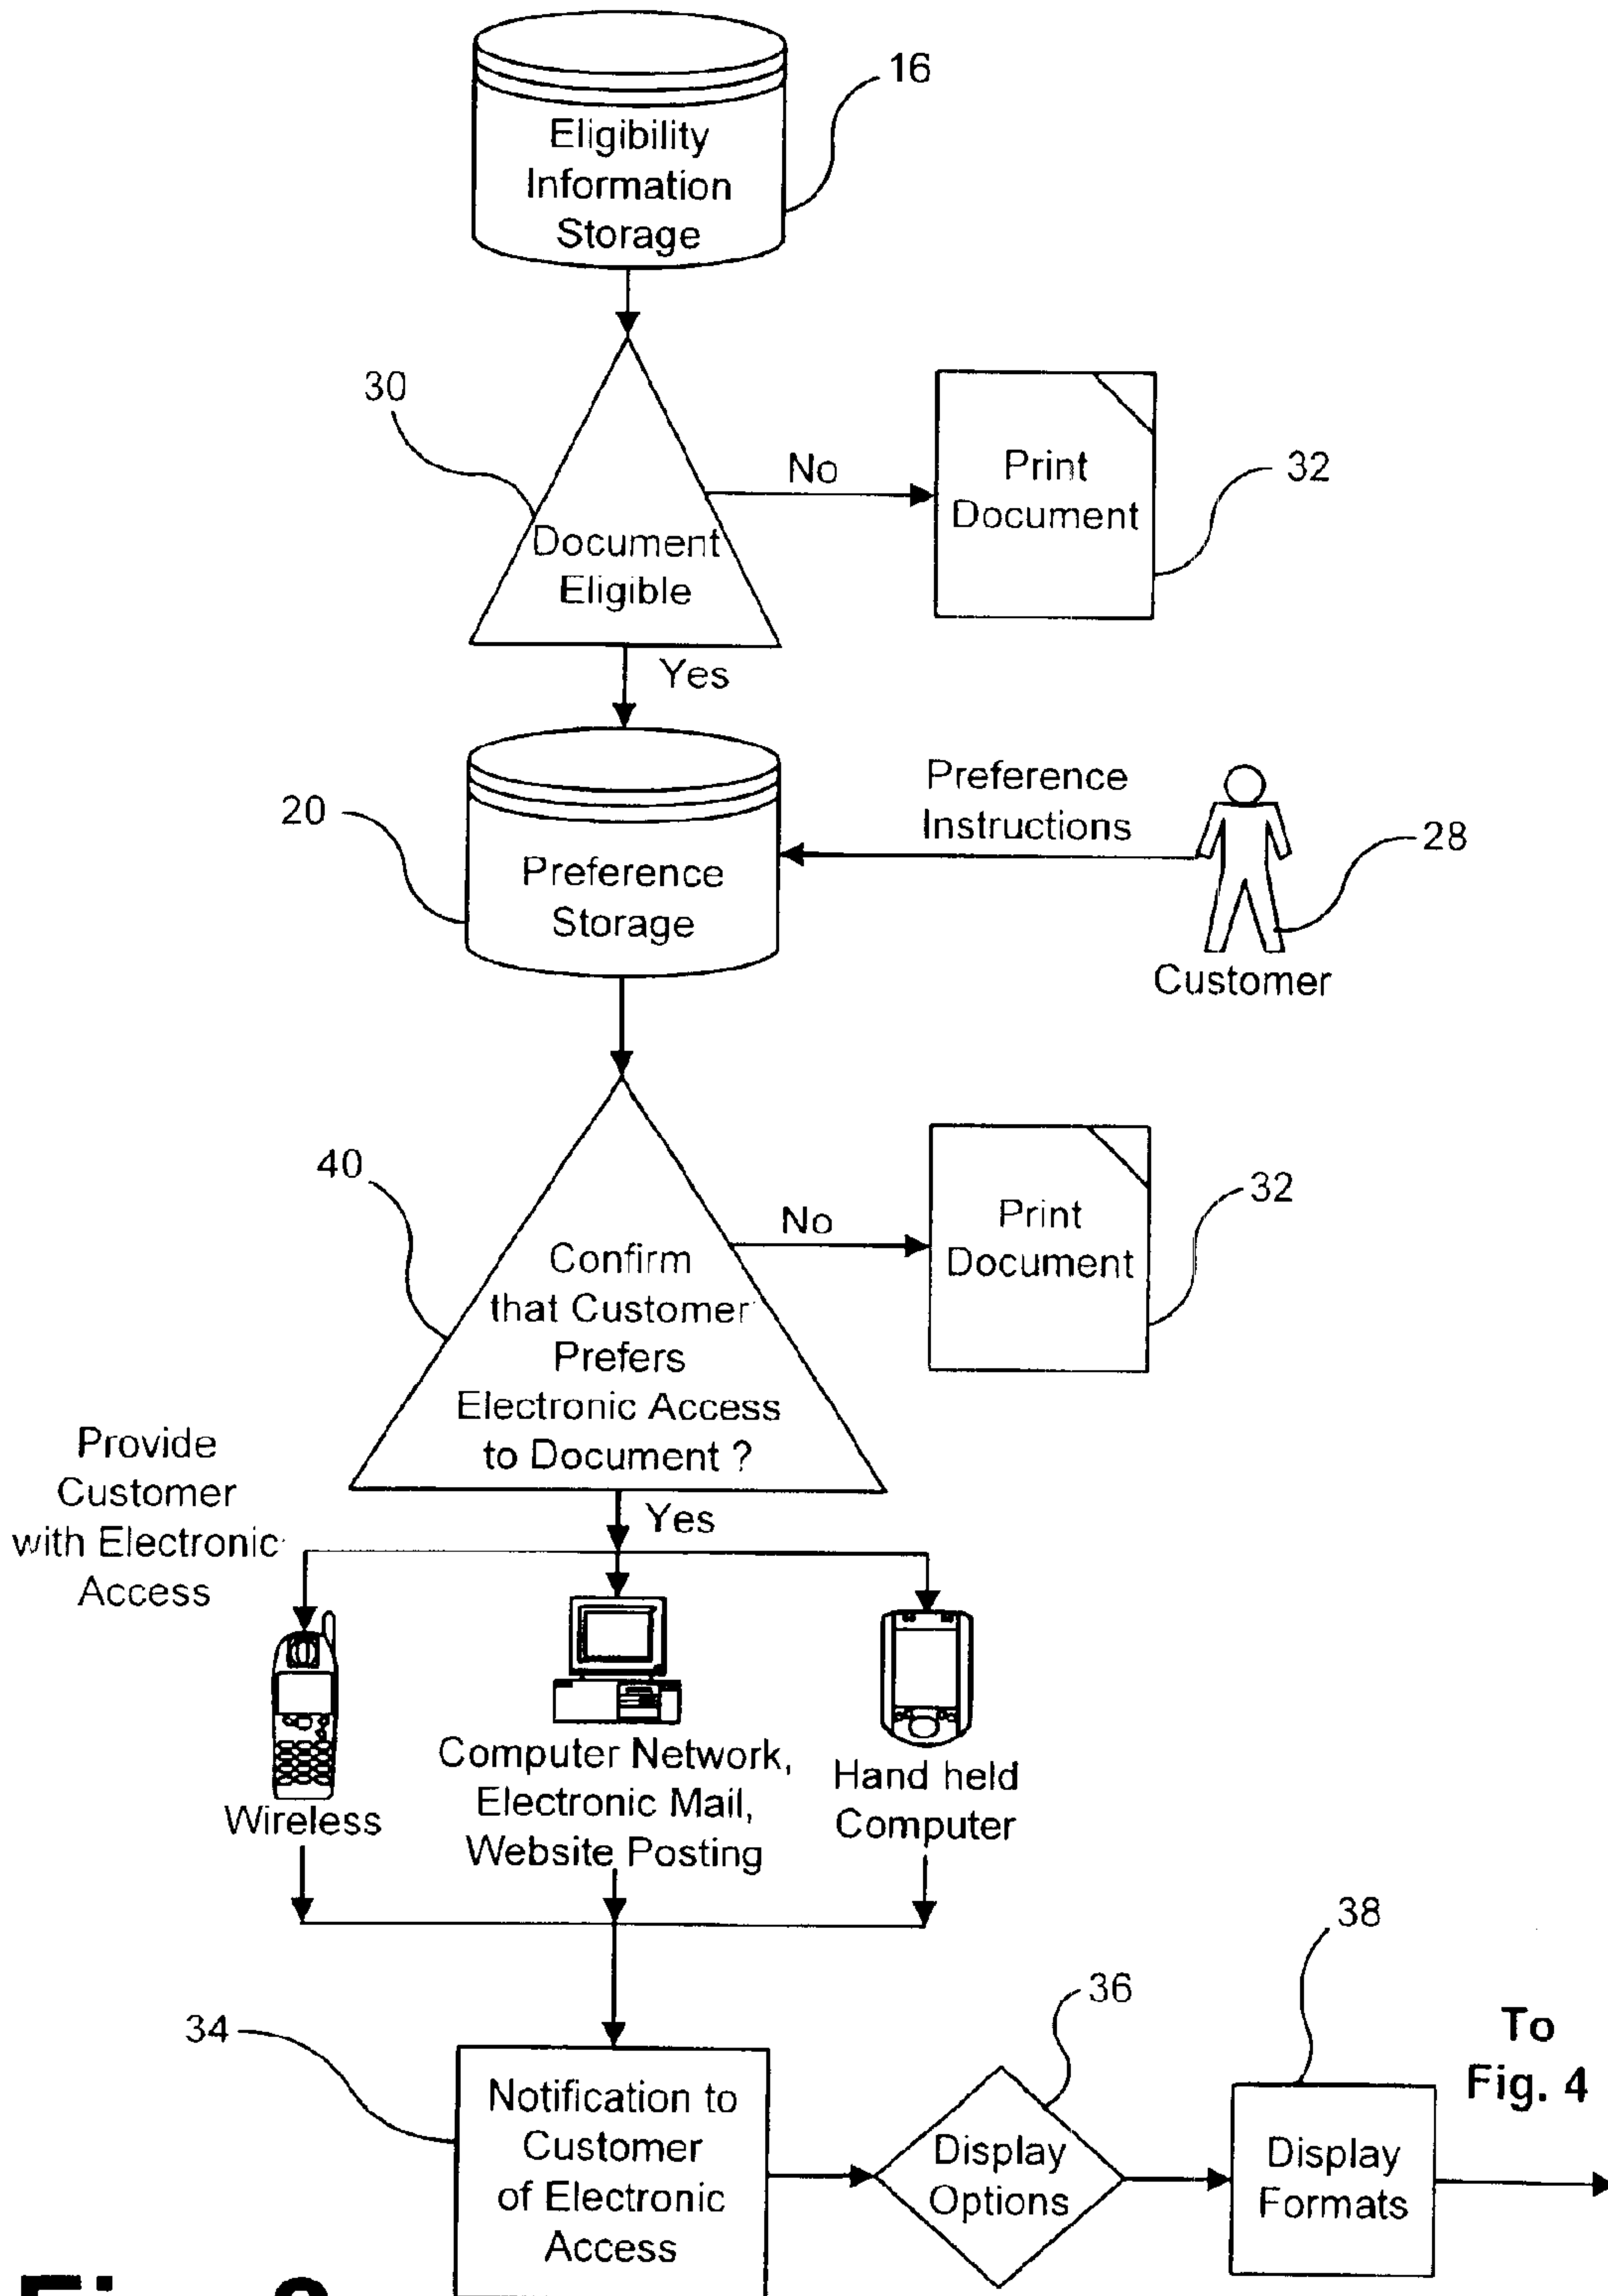 16
Eligibility
Information
Storage
30
No
Print
Document
32
Document
Eligible
Yes
20
Preference
Storage
Preference
Instructions
28
Customer
40
No
Print
Document
32
Confirm
that Customer
Prefers
Electronic Access
to Document ?
Provide
Customer
with Electronic
Access
Yes
Wireless
Computer Network,
Electronic Mail,
Website Posting
Hand held
Computer
34
Notification to
Customer
of Electronic
Access
36
Display
Options
38
Display
Formats
To
Fig. 4